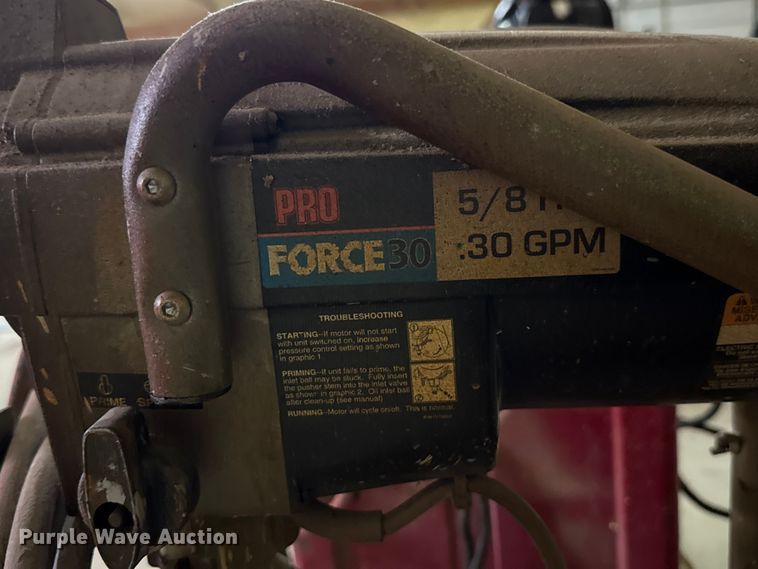 PRO
FORCE30
5/8 H
.30 GPM
TROUBLESHOOTING
STARTING--If motor will not start
with unit switched on, increase
pressure control setting as shown
in graphic 1.
PRIMING--If unit fails to prime, the
inlet ball may be stuck. Fully insert
the pusher stem into the inlet valve
as shown in graphic 2. Oil inlet ball
after clean-up (see manual)
RUNNING--Motor will cycle on/off. This is normal.
PRIME SP
MISE
ADV
Purple Wave Auction